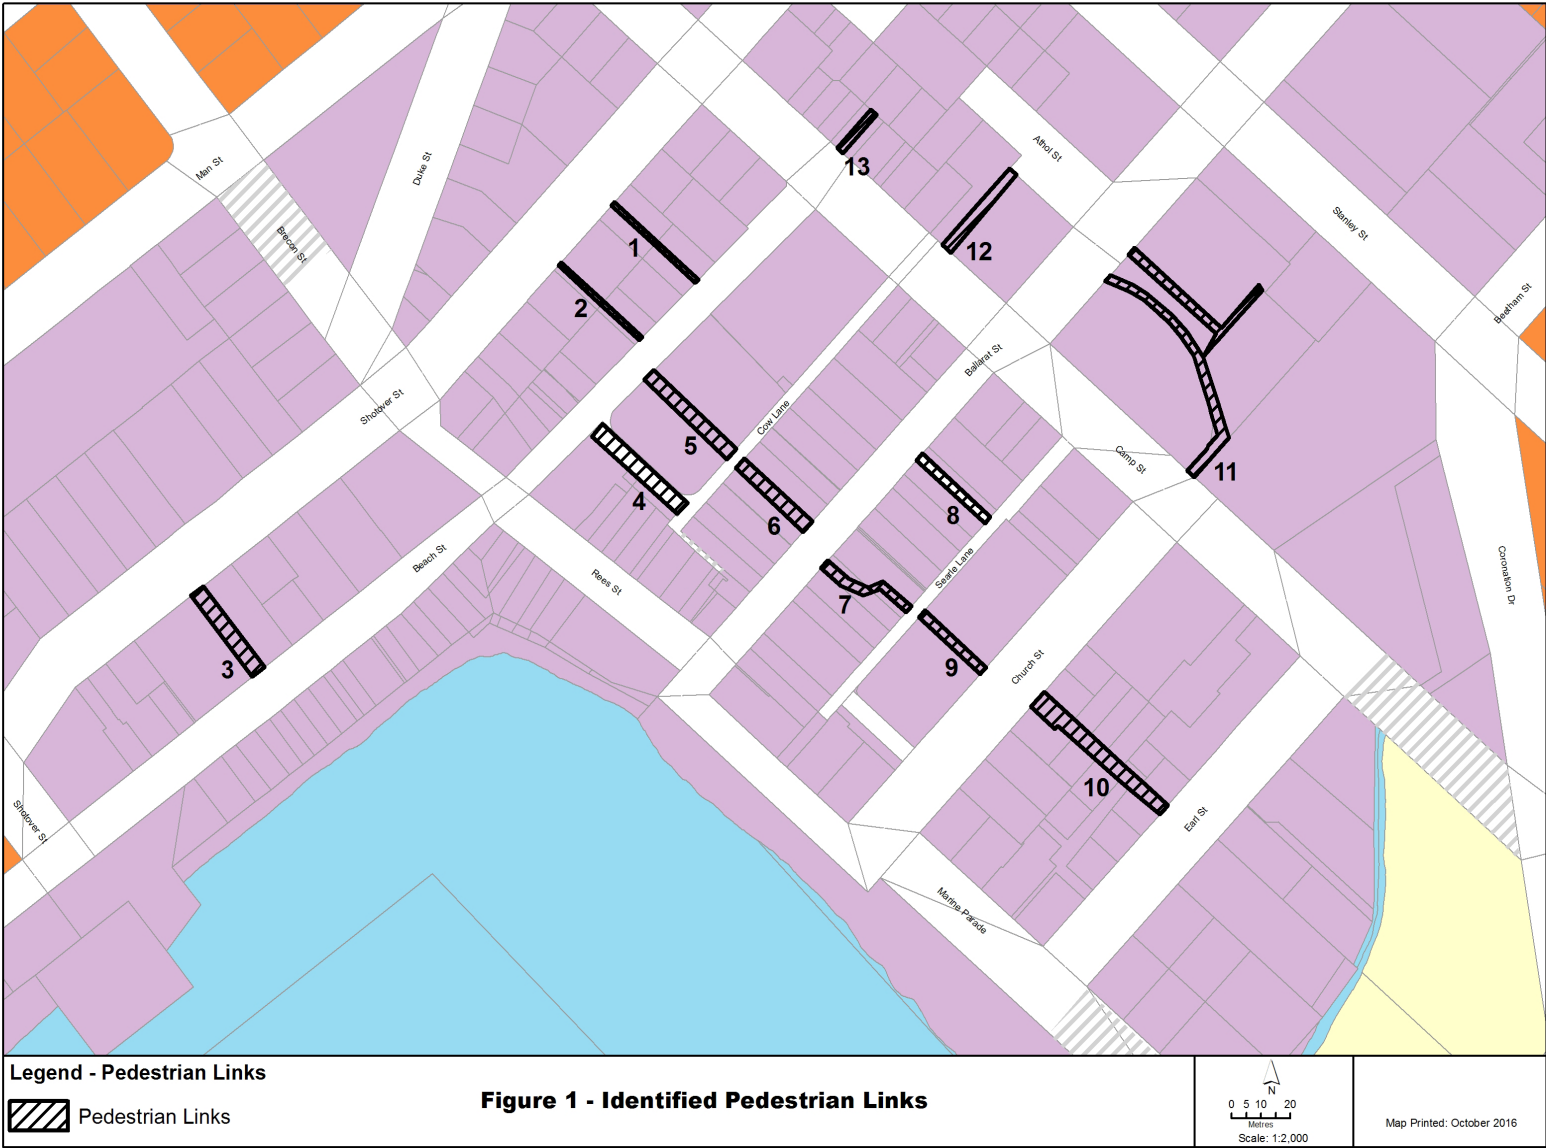 13
Athol St
Man St
Duke St
Stanley St
Brecon St
1
12
2
Beetham St
Ballarat St
Shotover St
Cow Lane
5
Camp St
11
4
6
8
Beach St
Rees St
Searle Lane
Coronation Dr
7
3
9
Church St
10
Shotover St
Earl St
Marine Parade
Legend - Pedestrian Links
Pedestrian Links
Figure 1 - Identified Pedestrian Links
N
0 5 10 20
Metres
Scale: 1:2,000
Map Printed: October 2016